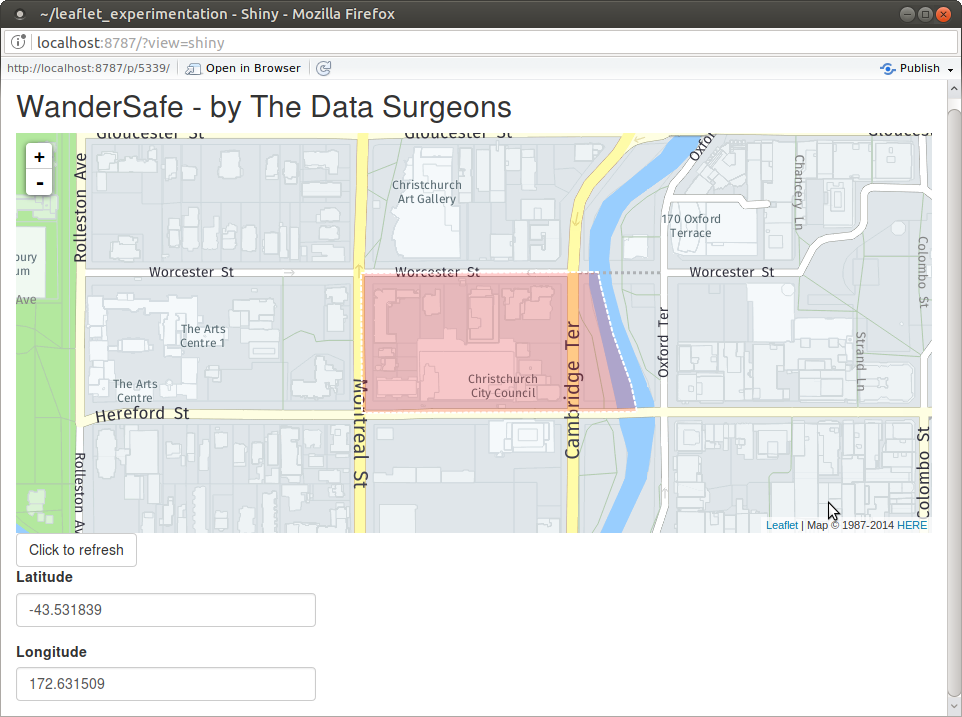 ~/leaflet_experimentation - Shiny - Mozilla Firefox
localhost:8787/?view=shiny
http://localhost:8787/p/5339/ Open in Browser Publish
WanderSafe - by The Data Surgeons
Gloucester St Gloucester St
+
-
Rolleston Ave
Christchurch
Art Gallery
Oxfor
Chancery Ln
170 Oxford
Terrace
Worcester St Worcester St Worcester St
Colombo St
bury
um
Ave
The Arts
Centre 1
Oxford Ter
Strand Ln
The Arts
Centre
Christchurch
City Council
Cambridge Ter
Montreal St
Hereford St
Rolleston Av
Colombo St
Leaflet | Map © 1987-2014 HERE
Click to refresh
Latitude
-43.531839
Longitude
172.631509